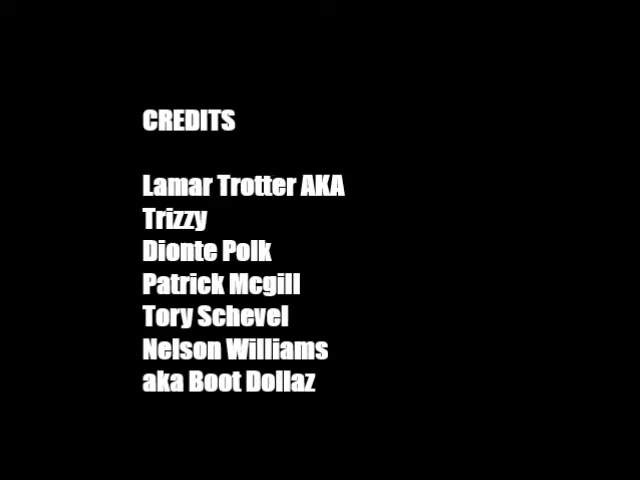 CREDITS
Lamar Trotter AKA
Trizzy
Dionte Polk
Patrick Mcgill
Tory Schevel
Nelson Williams
aka Boot Dollaz